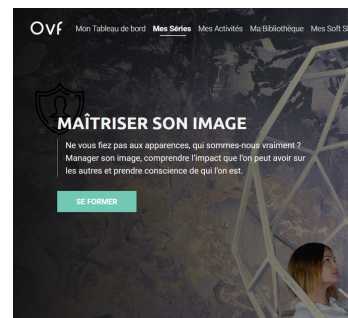 Ovf
Mon Tableau de bord Mes Séries Mes Activités Ma Bibliothèque Mes Soft
MAÎTRISER SON IMAGE
Ne vous fiez pas aux apparences, qui sommes-nous vraiment ?
Manager son image, comprendre l'impact que l'on peut avoir sur
les autres et prendre conscience de qui l'on est.
SE FORMER